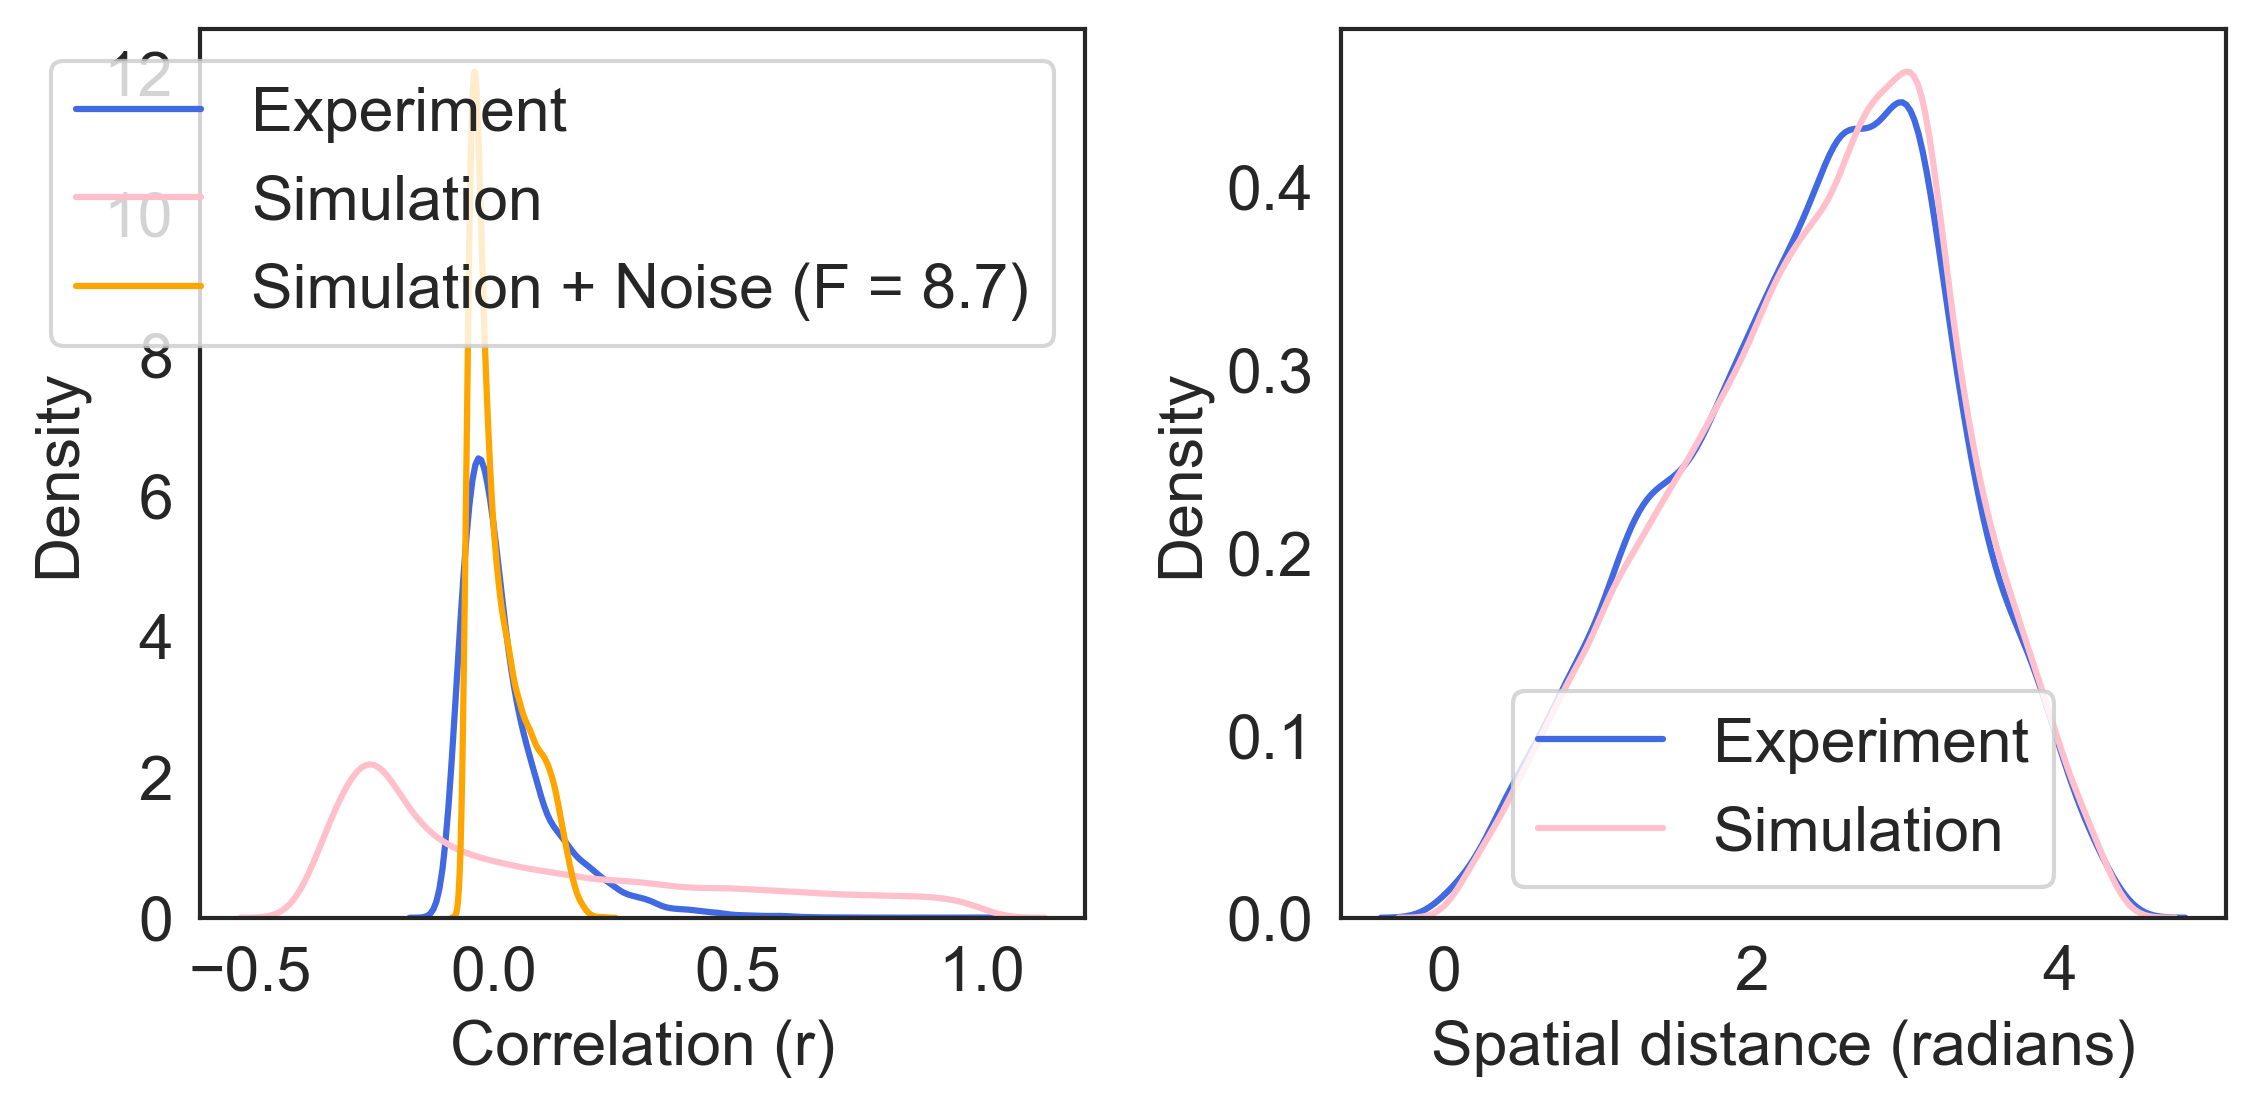 12
10
8
6
4
2
0
Density
Experiment
Simulation
Simulation + Noise (F = 8.7)
−0.5 0.0 0.5 1.0
Correlation (r)
0.4
0.3
0.2
0.1
0.0
Density
Experiment
Simulation
0 2 4
Spatial distance (radians)